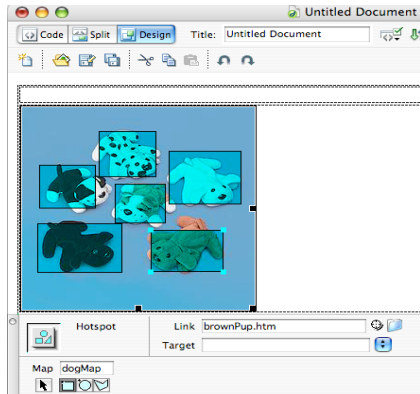 Untitled Document
Code Split Design Title: Untitled Document
Hotspot Link brownPup.htm
Target
Map dogMap